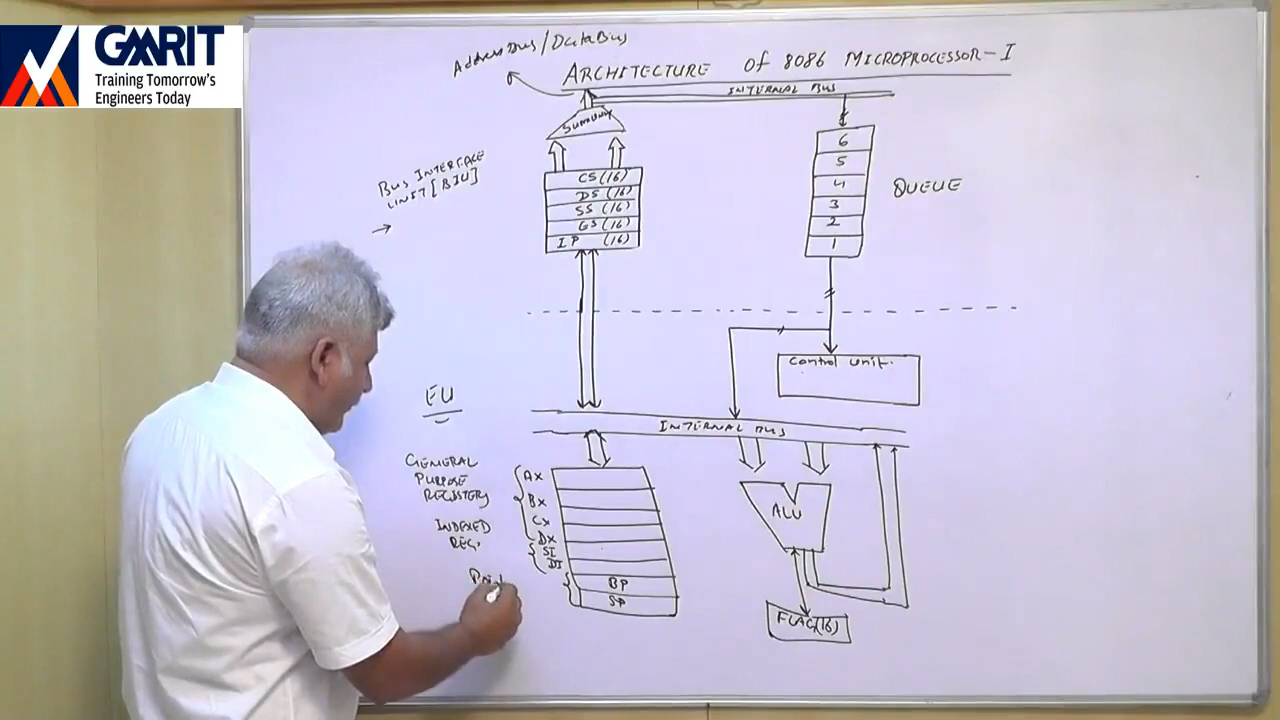 GMRIT
Training Tomorrow's
Engineers Today
Address Bus/Data Bus
ARCHITECTURE of 8086 MICROPROCESSOR-I
INTERNAL BUS
BUS INTERFACE
UNIT [BIU]
CS(16)
DS(16)
SS(16)
ES(16)
IP (16)
6
5
4
3
2
1
QUEUE
Control unit.
EU
INTERNAL BUS
GENERAL
PURPOSE
REGISTERS
AX
BX
CX
DX
INDEXED
REG.
SI
DI
BP
SP
ALU
FLAG(16)